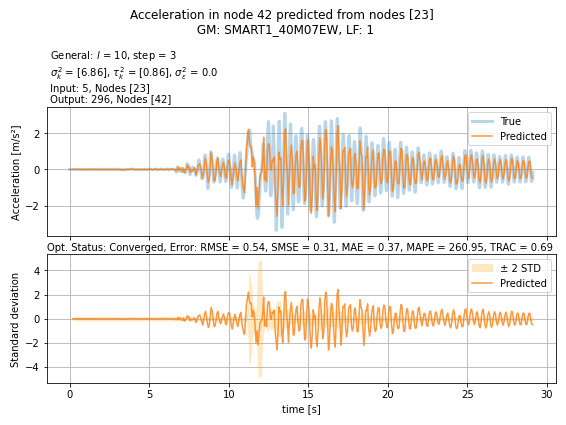 Acceleration in node 42 predicted from nodes [23]
GM: SMART1_40M07EW, LF: 1
General: l = 10, step = 3
σ²ₖ = [6.86], τ²ₖ = [0.86], σ²ε = 0.0
Input: 5, Nodes [23]
Output: 296, Nodes [42]
Acceleration [m/s²]
2
0
−2
True
Predicted
Opt. Status: Converged, Error: RMSE = 0.54, SMSE = 0.31, MAE = 0.37, MAPE = 260.95, TRAC = 0.69
Standard deviation
4
2
0
−2
−4
± 2 STD
Predicted
0 5 10 15 20 25 30
time [s]